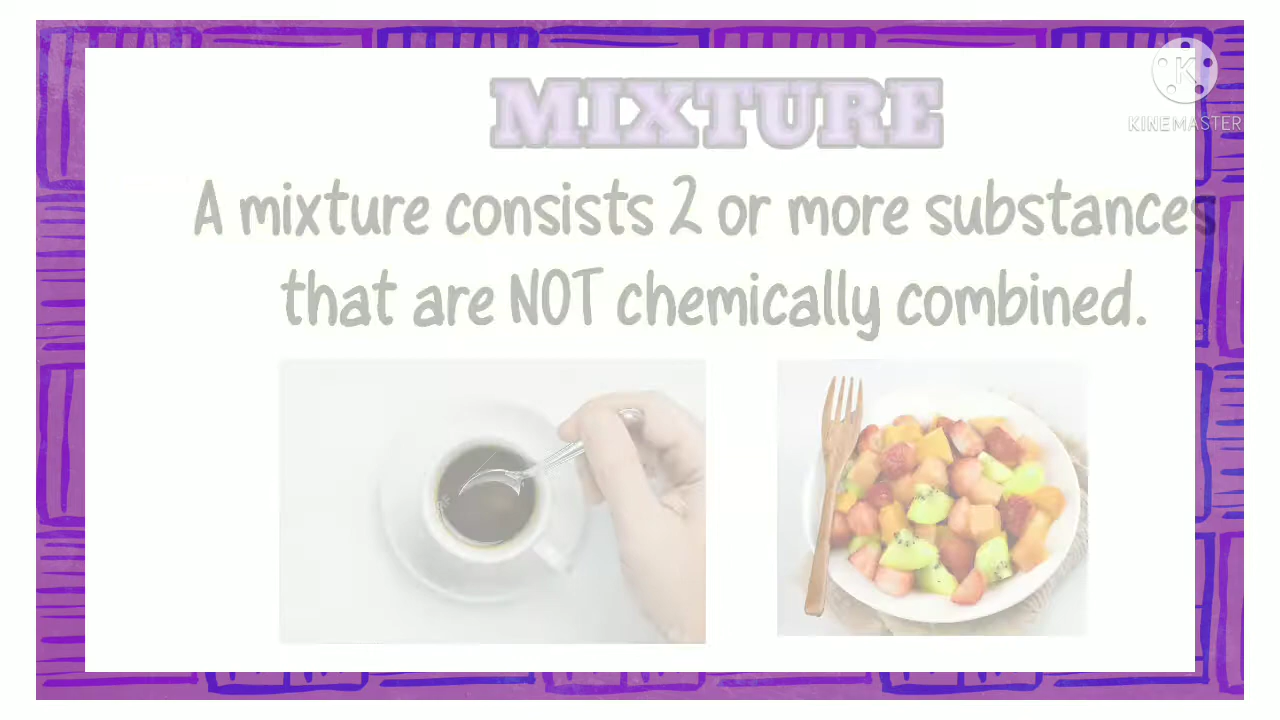 MIXTURE
KINEMASTER
A mixture consists 2 or more substances
that are NOT chemically combined.